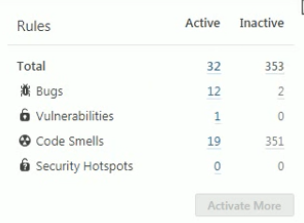 Rules Active Inactive
Total 32 353
Bugs 12 2
Vulnerabilities 1 0
Code Smells 19 351
Security Hotspots 0 0
Activate More